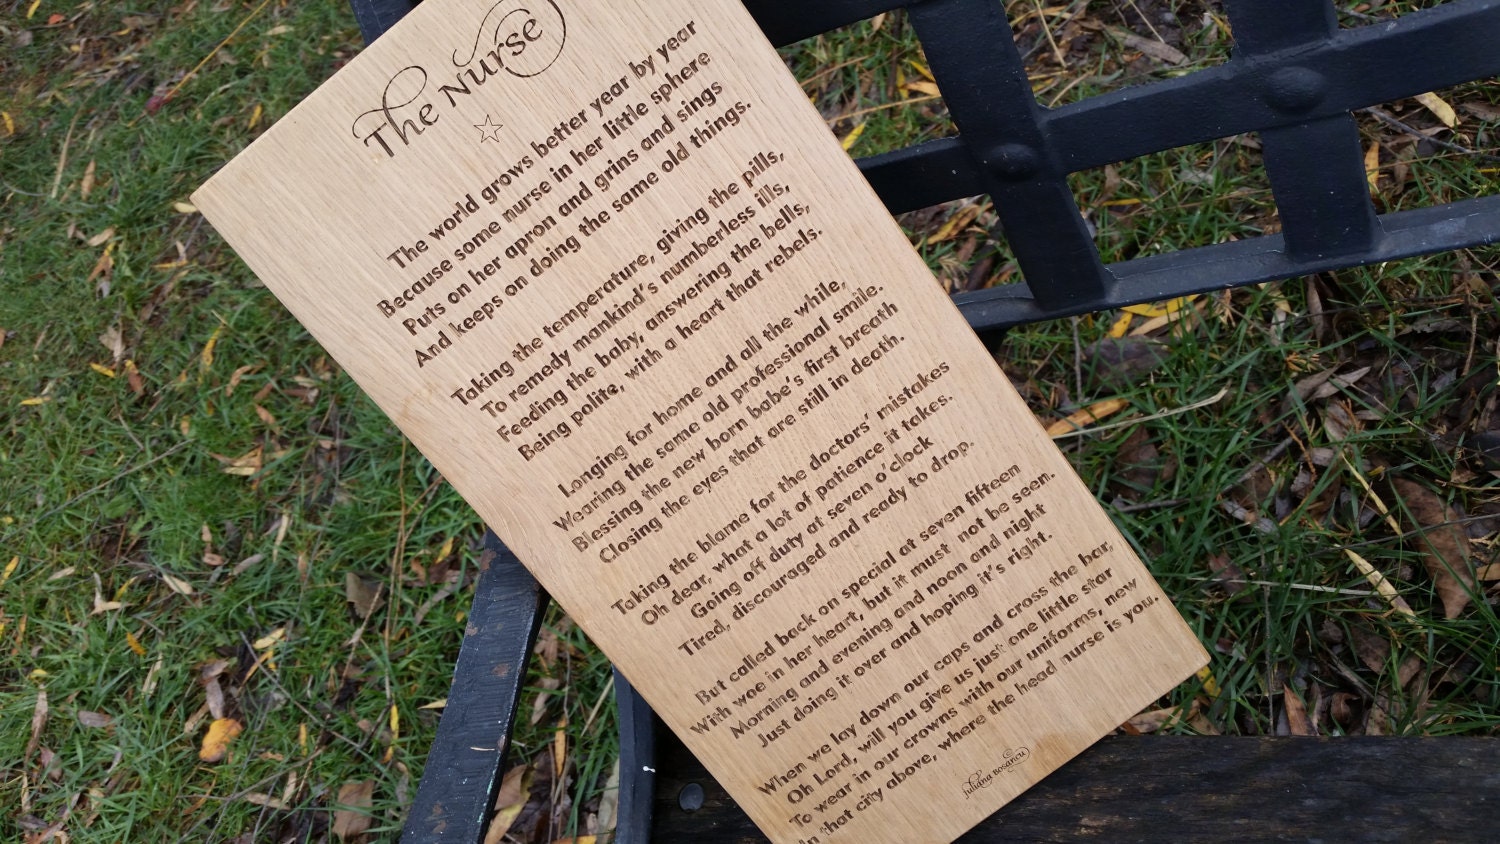 The Nurse
The world grows better year by year
Because some nurse in her little sphere
Puts on her apron and grins and sings
And keeps on doing the same old things.
Taking the temperature, giving the pills,
To remedy mankind's numberless ills,
Feeding the baby, answering the bells,
Being polite, with a heart that rebels.
Longing for home and all the while,
Wearing the same old professional smile.
Blessing the new born babe's first breath
Closing the eyes that are still in death.
Taking the blame for the doctors' mistakes
Oh dear, what a lot of patience it takes.
Going off duty at seven o'clock
Tired, discouraged and ready to drop.
But called back on special at seven fifteen
With woe in her heart, but it must not be seem.
Morning and evening and noon and night
Just doing it over and hoping it's right.
When we lay down our caps and cross the bar,
Oh Lord, will you give us just one little star
To wear in our crowns with our uniforms, new
In that city above, where the head nurse is you.
Juliana Bosancu